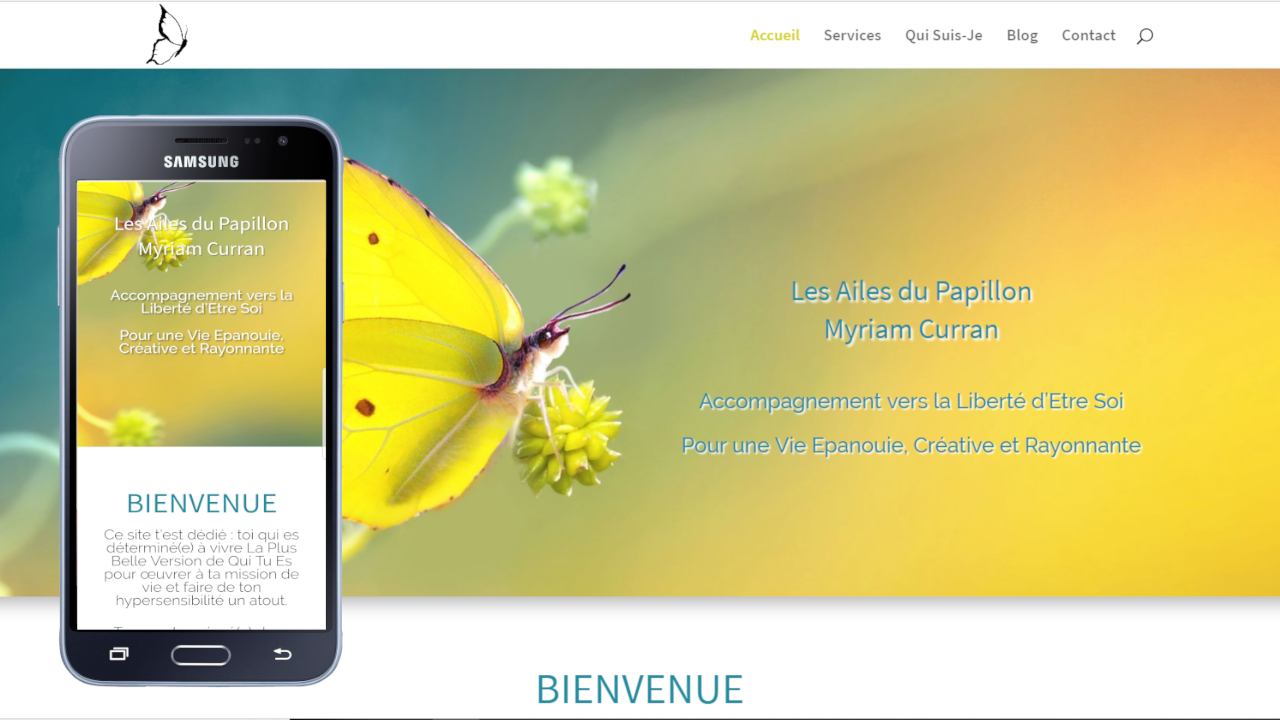 Accueil Services Qui Suis-Je Blog Contact
SAMSUNG
Les Ailes du Papillon
Myriam Curran
Accompagnement vers la
Liberté d'Etre Soi
Pour une Vie Epanouie,
Créative et Rayonnante
BIENVENUE
Ce site t'est dédié : toi qui es
déterminé(e) à vivre La Plus
Belle Version de Qui Tu Es
pour œuvrer à ta mission de
vie et faire de ton
hypersensibilité un atout.
Les Ailes du Papillon
Myriam Curran
Accompagnement vers la Liberté d'Etre Soi
Pour une Vie Epanouie, Créative et Rayonnante
BIENVENUE